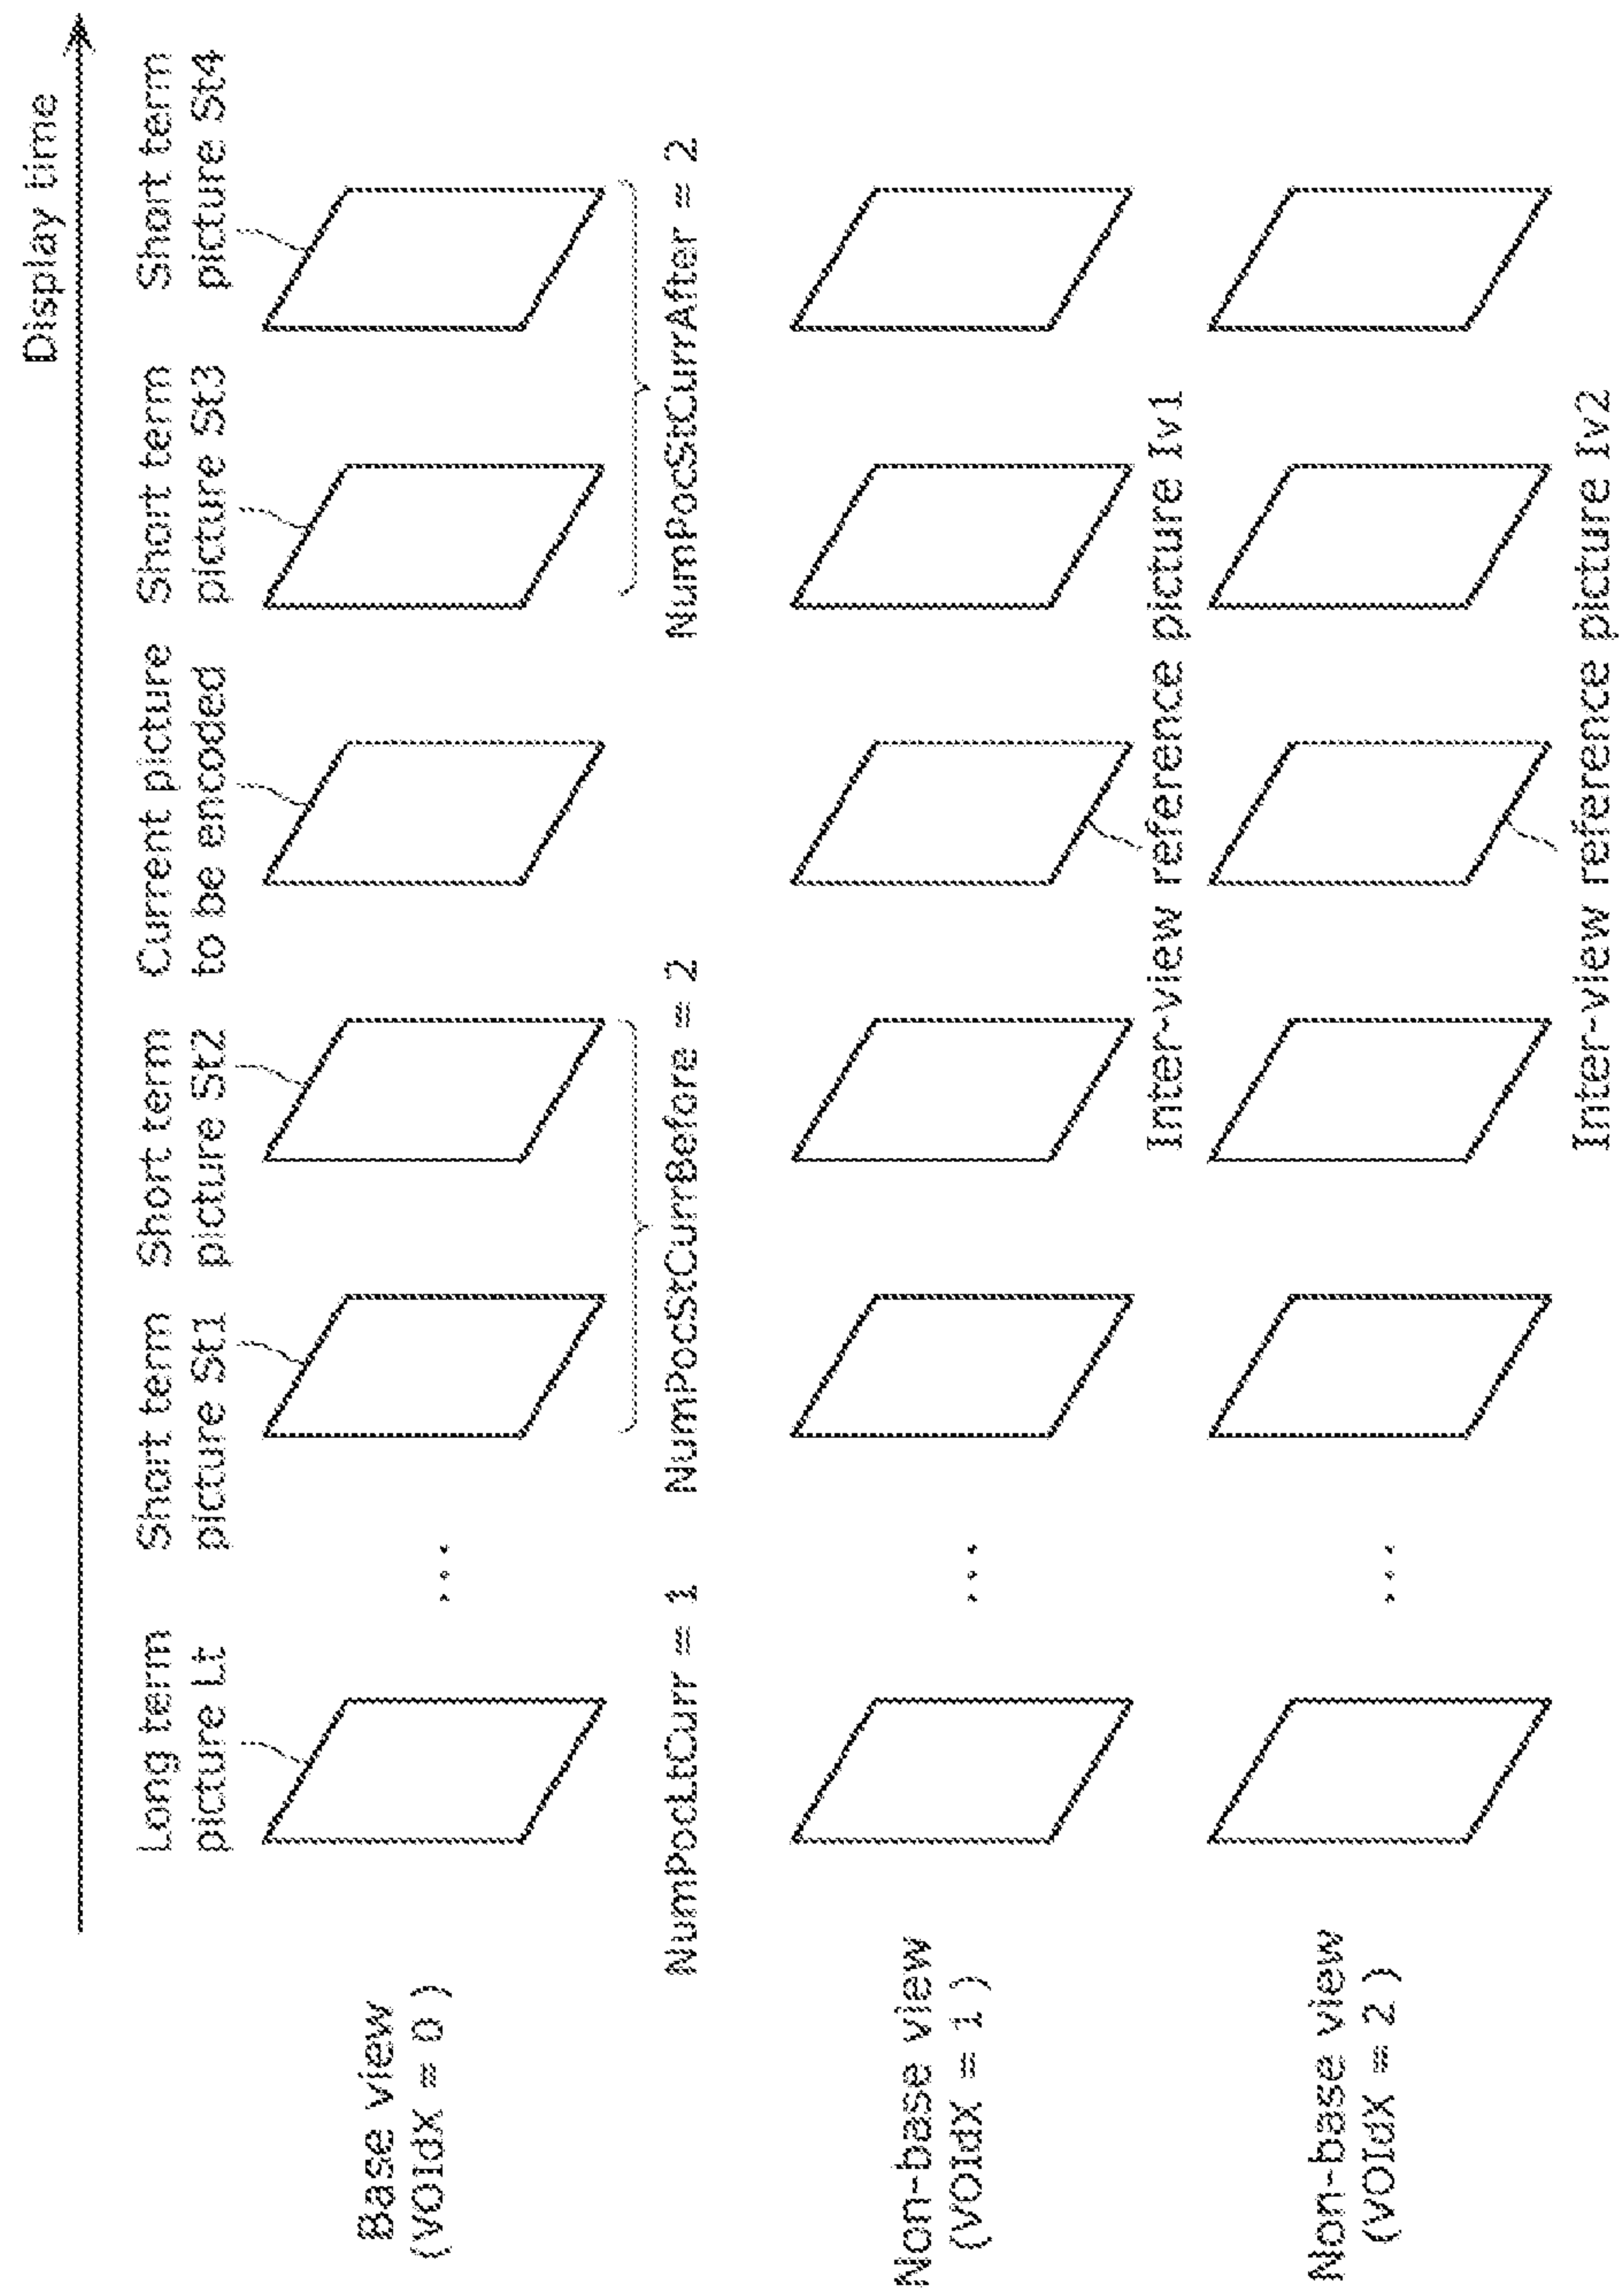 Display time
Long term
picture Lt
Short term
picture St1
Short term
picture St2
Current picture
to be encoded
Short term
picture St3
Short term
picture St4
Base view
(VOIdx = 0 )
...
NumPocLtCurr = 1
NumPocStCurrBefore = 2
NumPocStCurrAfter = 2
Non-base view
(VOIdx = 1 )
...
Inter-view reference picture Iv1
Non-base view
(VOIdx = 2 )
...
Inter-view reference picture Iv2